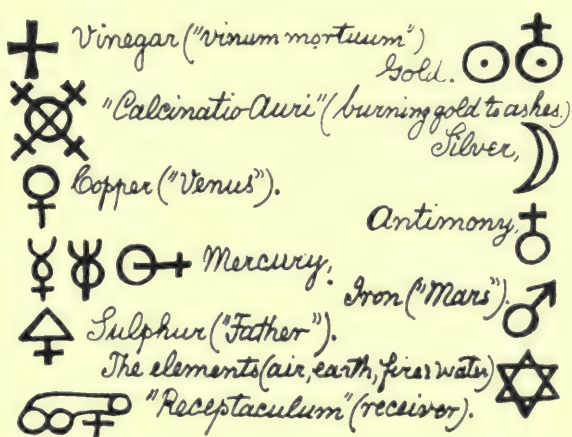 Vinegar ("vinum mortuum")
Gold.
"Calcinatio Auri" (burning gold to ashes.)
Silver,
Copper ("Venus").
Antimony,
Mercury,
Iron ("Mars").
Sulphur ("Father").
The elements (air, earth, fire & water)
"Receptaculum" (receiver).